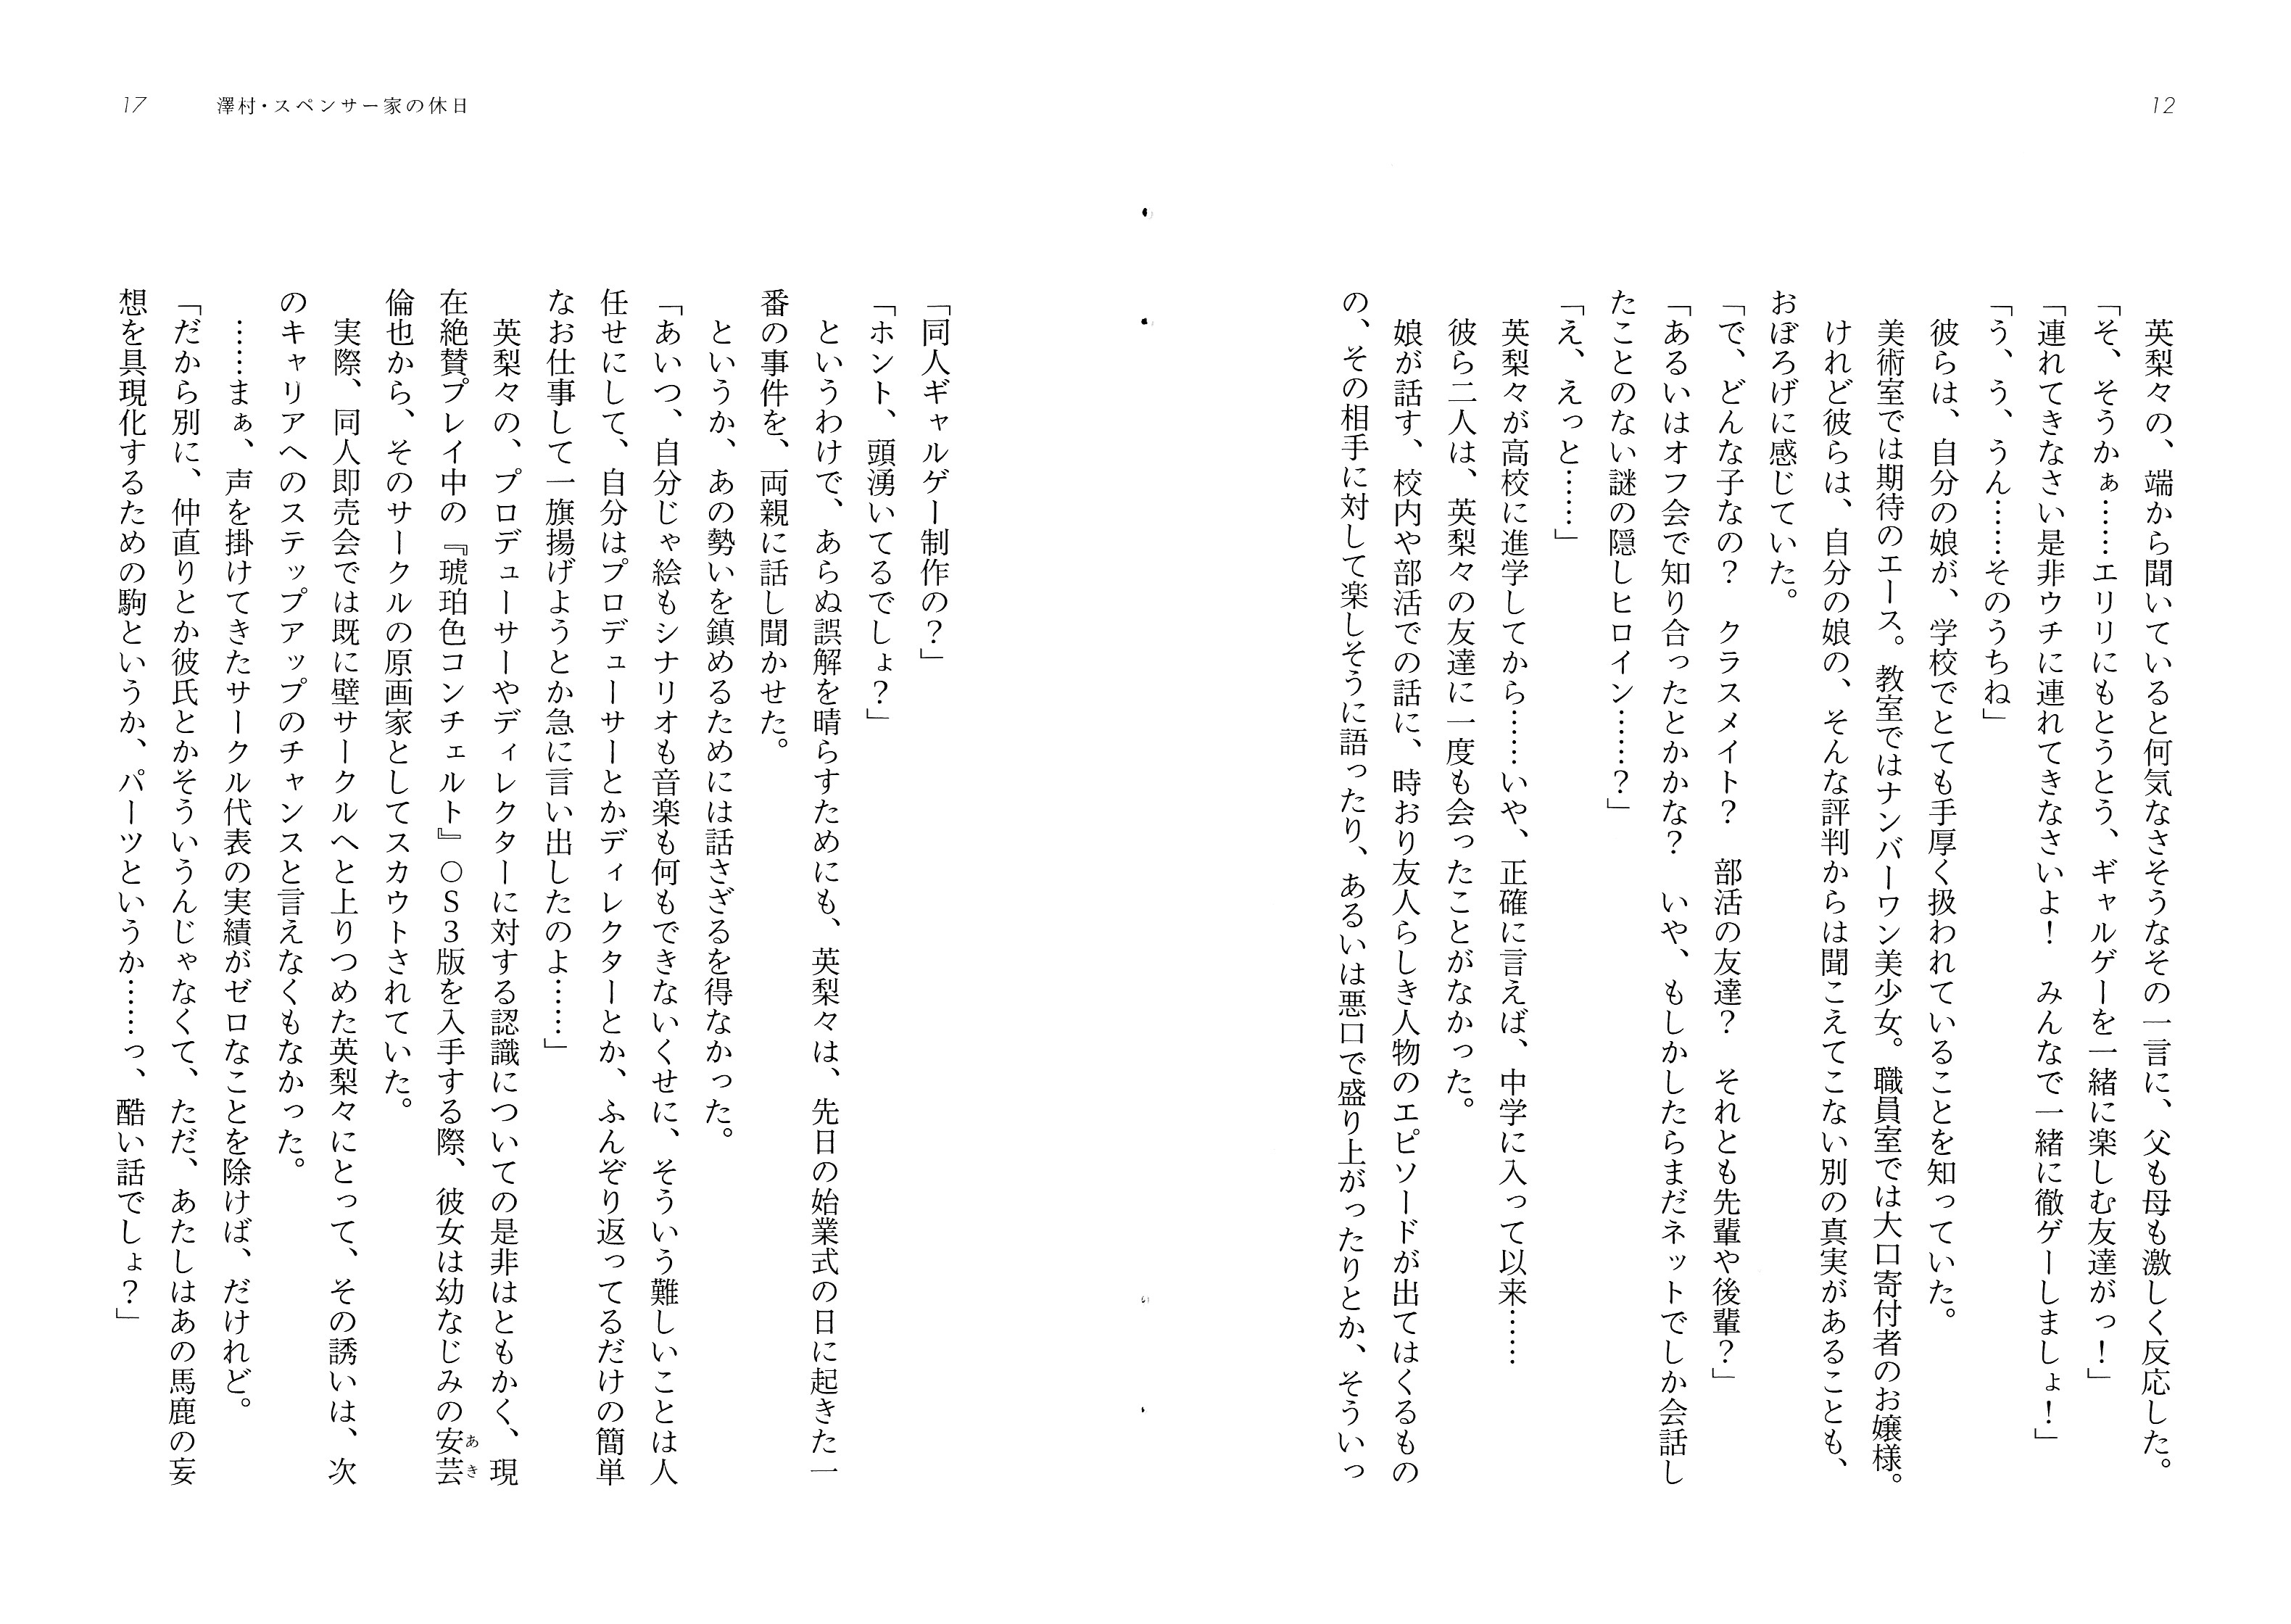 12
英梨々の、端から聞いていると何気なさそうなその一言に、父も母も激しく反応した。
「そ、そうかぁ……エリリにもとうとう、ギャルゲーを一緒に楽しむ友達がっ！」
「連れてきなさい是非ウチに連れてきなさいよ！　みんなで一緒に徹ゲーしましょ！」
「う、う、うん……そのうちね」
彼らは、自分の娘が、学校でとても手厚く扱われていることを知っていた。
美術室では期待のエース。教室ではナンバーワン美少女。職員室では大口寄付者のお嬢様。
けれど彼らは、自分の娘の、そんな評判からは聞こえてこない別の真実があることも、
おぼろげに感じていた。
「で、どんな子なの？　クラスメイト？　部活の友達？　それとも先輩や後輩？」
「あるいはオフ会で知り合ったとかかな？　いや、もしかしたらまだネットでしか会話し
たことのない謎の隠しヒロイン……？」
「え、えっと……」
英梨々が高校に進学してから……いや、正確に言えば、中学に入って以来……
彼ら二人は、英梨々の友達に一度も会ったことがなかった。
娘が話す、校内や部活での話に、時おり友人らしき人物のエピソードが出てはくるもの
の、その相手に対して楽しそうに語ったり、あるいは悪口で盛り上がったりとか、そういっ
17
澤村・スペンサー家の休日
「同人ギャルゲー制作の？」
「ホント、頭湧いてるでしょ？」
というわけで、あらぬ誤解を晴らすためにも、英梨々は、先日の始業式の日に起きた一
番の事件を、両親に話し聞かせた。
というか、あの勢いを鎮めるためには話さざるを得なかった。
「あいつ、自分じゃ絵もシナリオも音楽も何もできないくせに、そういう難しいことは人
任せにして、自分はプロデューサーとかディレクターとか、ふんぞり返ってるだけの簡単
なお仕事して一旗揚げようとか急に言い出したのよ……」
英梨々の、プロデューサーやディレクターに対する認識についての是非はともかく、現
在絶賛プレイ中の『琥珀色コンチェルト』○Ｓ３版を入手する際、彼女は幼なじみの安芸
あき
倫也から、そのサークルの原画家としてスカウトされていた。
実際、同人即売会では既に壁サークルへと上りつめた英梨々にとって、その誘いは、次
のキャリアへのステップアップのチャンスと言えなくもなかった。
……まぁ、声を掛けてきたサークル代表の実績がゼロなことを除けば、だけれど。
「だから別に、仲直りとか彼氏とかそういうんじゃなくて、ただ、あたしはあの馬鹿の妄
想を具現化するための駒というか、パーツというか……っ、酷い話でしょ？」